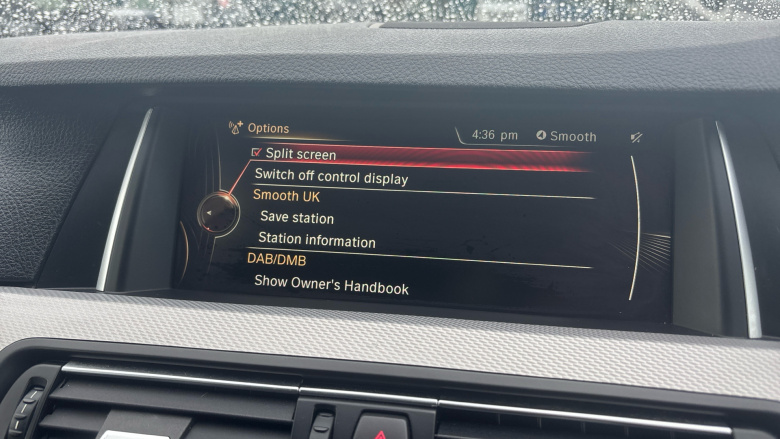 Options
4:36 pm Smooth
Split screen
Switch off control display
Smooth UK
Save station
Station information
DAB/DMB
Show Owner's Handbook